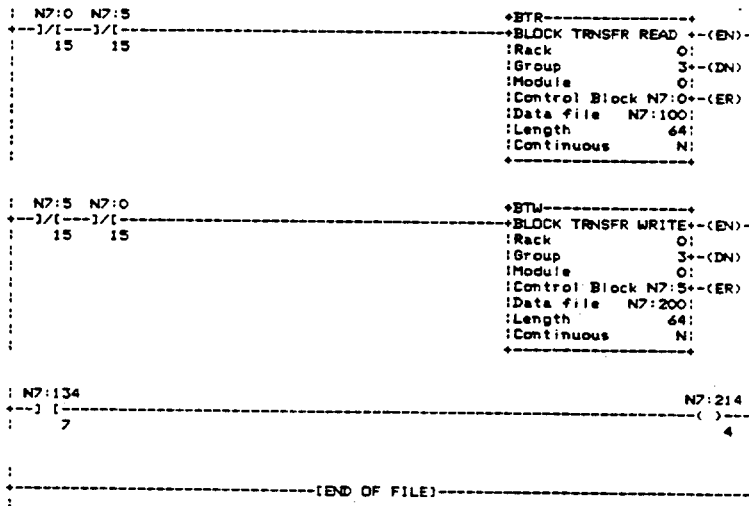 N7:0 N7:5 +BTR------------------+
+--]/[---]/[--------------------------------------------------+BLOCK TRNSFR READ +-(EN)-
15 15 |Rack 0|
|Group 3+-(DN)
|Module 0|
|Control Block N7:0+-(ER)
|Data file N7:100|
|Length 64|
|Continuous N|
+------------------+
N7:5 N7:0 +BTW------------------+
+--]/[---]/[--------------------------------------------------+BLOCK TRNSFR WRITE+-(EN)-
15 15 |Rack 0|
|Group 3+-(DN)
|Module 0|
|Control Block N7:5+-(ER)
|Data file N7:200|
|Length 64|
|Continuous N|
+------------------+
N7:134 N7:214
+--] [--------------------------------------------------------------------------( )----
7 4
+-------------------------------[END OF FILE]-------------------------------